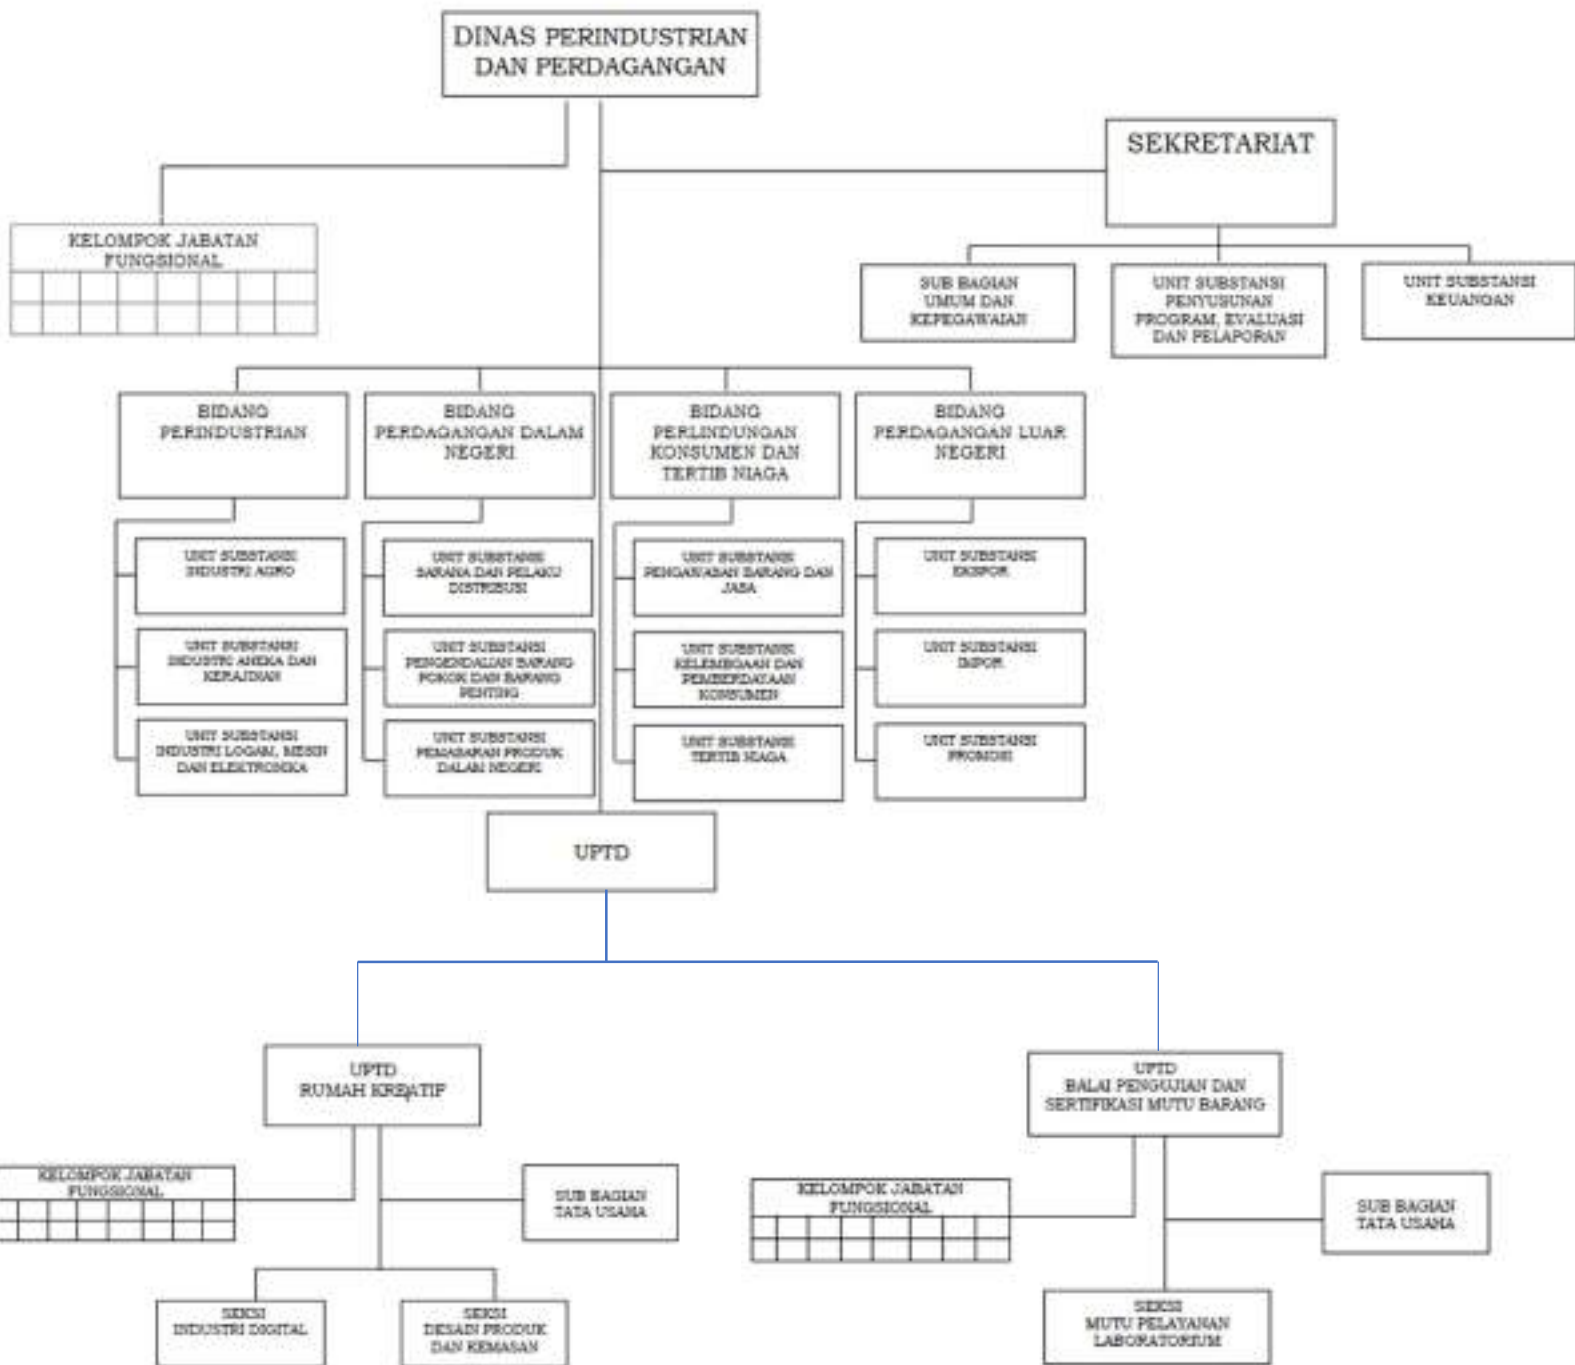 DINAS PERINDUSTRIAN
DAN PERDAGANGAN
SEKRETARIAT
KELOMPOK JABATAN
FUNGSIONAL
SUB BAGIAN
UMUM DAN
KEPEGAWAIAN
UNIT SUBSTANSI
PENYUSUNAN
PROGRAM, EVALUASI
DAN PELAPORAN
UNIT SUBSTANSI
KEUANGAN
BIDANG
PERINDUSTRIAN
BIDANG
PERDAGANGAN DALAM
NEGERI
BIDANG
PERLINDUNGAN
KONSUMEN DAN
TERTIB NIAGA
BIDANG
PERDAGANGAN LUAR
NEGERI
UNIT SUBSTANSI
INDUSTRI AGRO
UNIT SUBSTANSI
SARANA DAN PELAKU
DISTRIBUSI
UNIT SUBSTANSI
PENGAWASAN BARANG DAN
JASA
UNIT SUBSTANSI
EKSPOR
UNIT SUBSTANSI
INDUSTRI ANEKA DAN
KERAJINAN
UNIT SUBSTANSI
PENGENDALIAN BARANG
POKOK DAN BARANG
PENTING
UNIT SUBSTANSI
KELEMBGAAN DAN
PEMBERDAYAAN
KONSUMEN
UNIT SUBSTANSI
IMPOR
UNIT SUBSTANSI
INDUSTRI LOGAM, MESIN
DAN ELEKTRONIKA
UNIT SUBSTANSI
PEMASARAN PRODUK
DALAM NEGERI
UNIT SUBSTANSI
TERTIB NIAGA
UNIT SUBSTANSI
PROMOSI
UPTD
UPTD
RUMAH KREATIF
UPTD
BALAI PENGUJIAN DAN
SERTIFIKASI MUTU BARANG
KELOMPOK JABATAN
FUNGSIONAL
SUB BAGIAN
TATA USAHA
KELOMPOK JABATAN
FUNGSIONAL
SUB BAGIAN
TATA USAHA
SEKSI
INDUSTRI DIGITAL
SEKSI
DESAIN PRODUK
DAN KEMASAN
SEKSI
MUTU PELAYANAN
LABORATORIUM